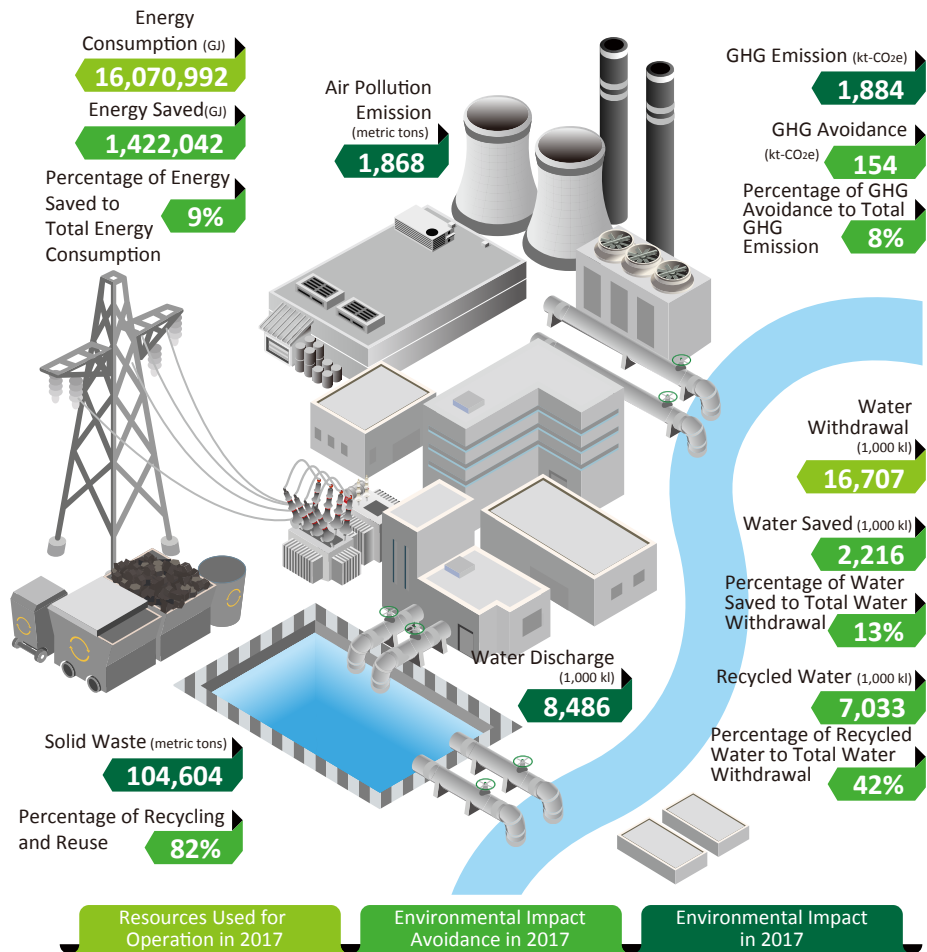 Energy
Consumption (GJ)
16,070,992
Energy Saved(GJ)
1,422,042
Percentage of Energy
Saved to
Total Energy
Consumption
9%
Air Pollution
Emission
(metric tons)
1,868
GHG Emission (kt-CO2e)
1,884
GHG Avoidance
(kt-CO2e)
154
Percentage of GHG
Avoidance to Total
GHG
Emission
8%
Water
Withdrawal
(1,000 kl)
16,707
Water Saved (1,000 kl)
2,216
Percentage of Water
Saved to Total Water
Withdrawal
13%
Recycled Water (1,000 kl)
7,033
Percentage of Recycled
Water to Total Water
Withdrawal
42%
Water Discharge
(1,000 kl)
8,486
Solid Waste (metric tons)
104,604
Percentage of Recycling
and Reuse
82%
Resources Used for
Operation in 2017
Environmental Impact
Avoidance in 2017
Environmental Impact
in 2017